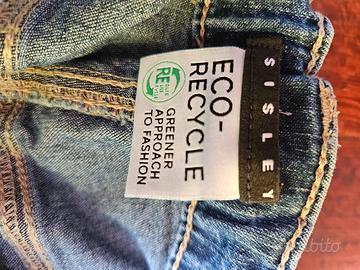 ECO-
RECYCLE
GREENER
APPROACH
TO FASHION
RE
SISLEY
subito